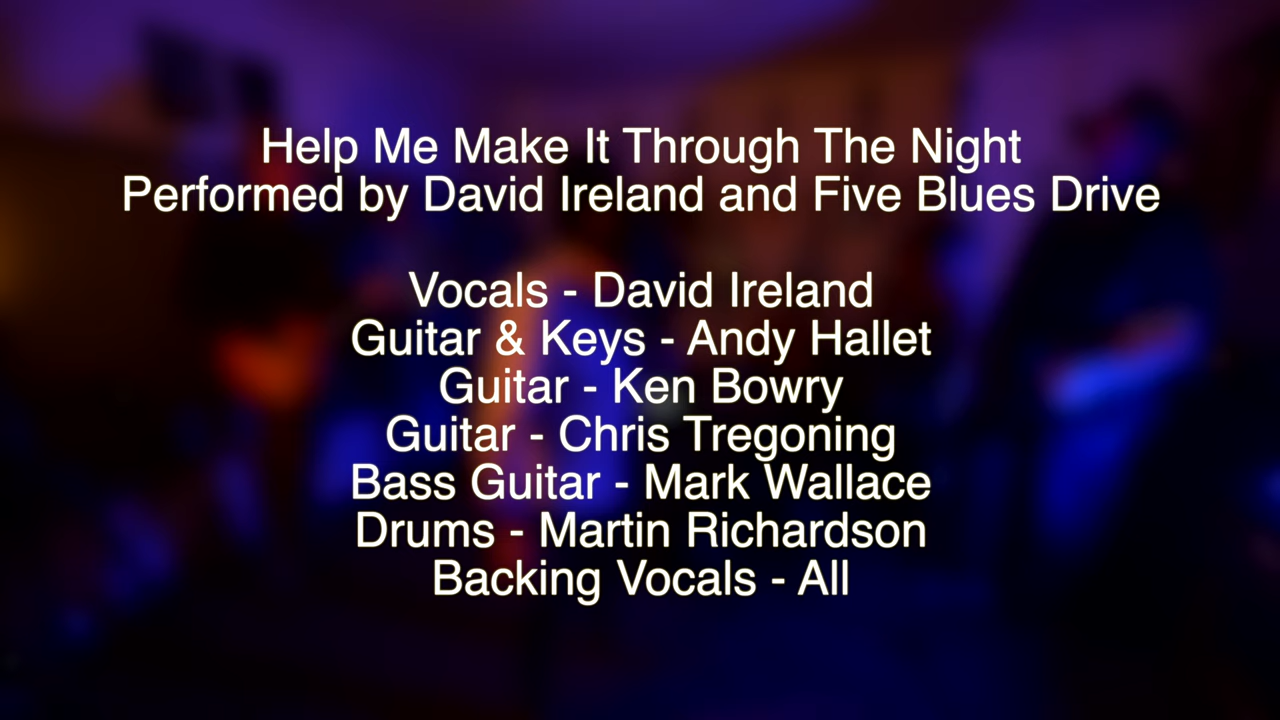 Help Me Make It Through The Night
Performed by David Ireland and Five Blues Drive
Vocals - David Ireland
Guitar & Keys - Andy Hallet
Guitar - Ken Bowry
Guitar - Chris Tregoning
Bass Guitar - Mark Wallace
Drums - Martin Richardson
Backing Vocals - All